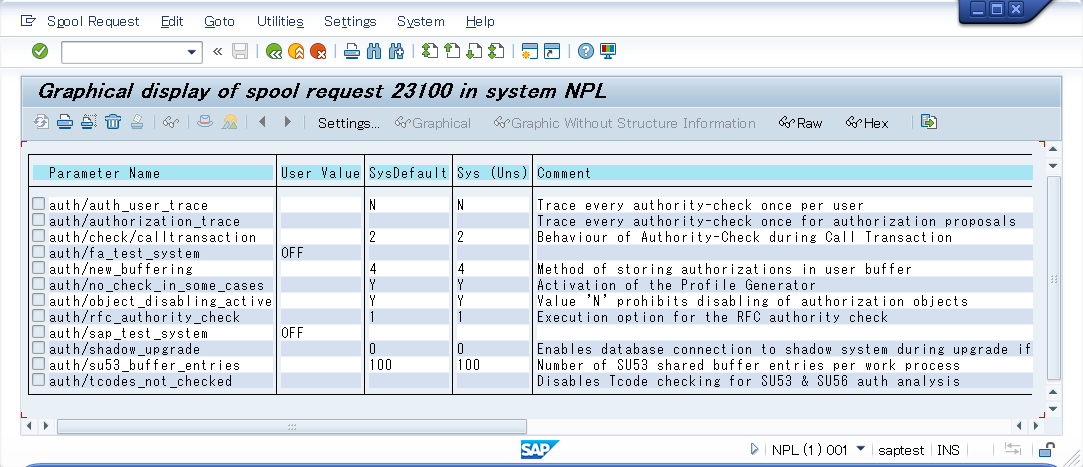 Spool Request Edit Goto Utilities Settings System Help
Graphical display of spool request 23100 in system NPL
Settings... Graphical Graphic Without Structure Information Raw Hex
Parameter Name User Value SysDefault Sys (Uns) Comment
auth/auth_user_trace N N Trace every authority-check once per user
auth/authorization_trace Trace every authority-check once for authorization proposals
auth/check/calltransaction 2 2 Behaviour of Authority-Check during Call Transaction
auth/fa_test_system OFF
auth/new_buffering 4 4 Method of storing authorizations in user buffer
auth/no_check_in_some_cases Y Y Activation of the Profile Generator
auth/object_disabling_active Y Y Value 'N' prohibits disabling of authorization objects
auth/rfc_authority_check 1 1 Execution option for the RFC authority check
auth/sap_test_system OFF
auth/shadow_upgrade 0 0 Enables database connection to shadow system during upgrade if
auth/su53_buffer_entries 100 100 Number of SU53 shared buffer entries per work process
auth/tcodes_not_checked Disables Tcode checking for SU53 & SU56 auth analysis
SAP NPL (1) 001 saptest INS